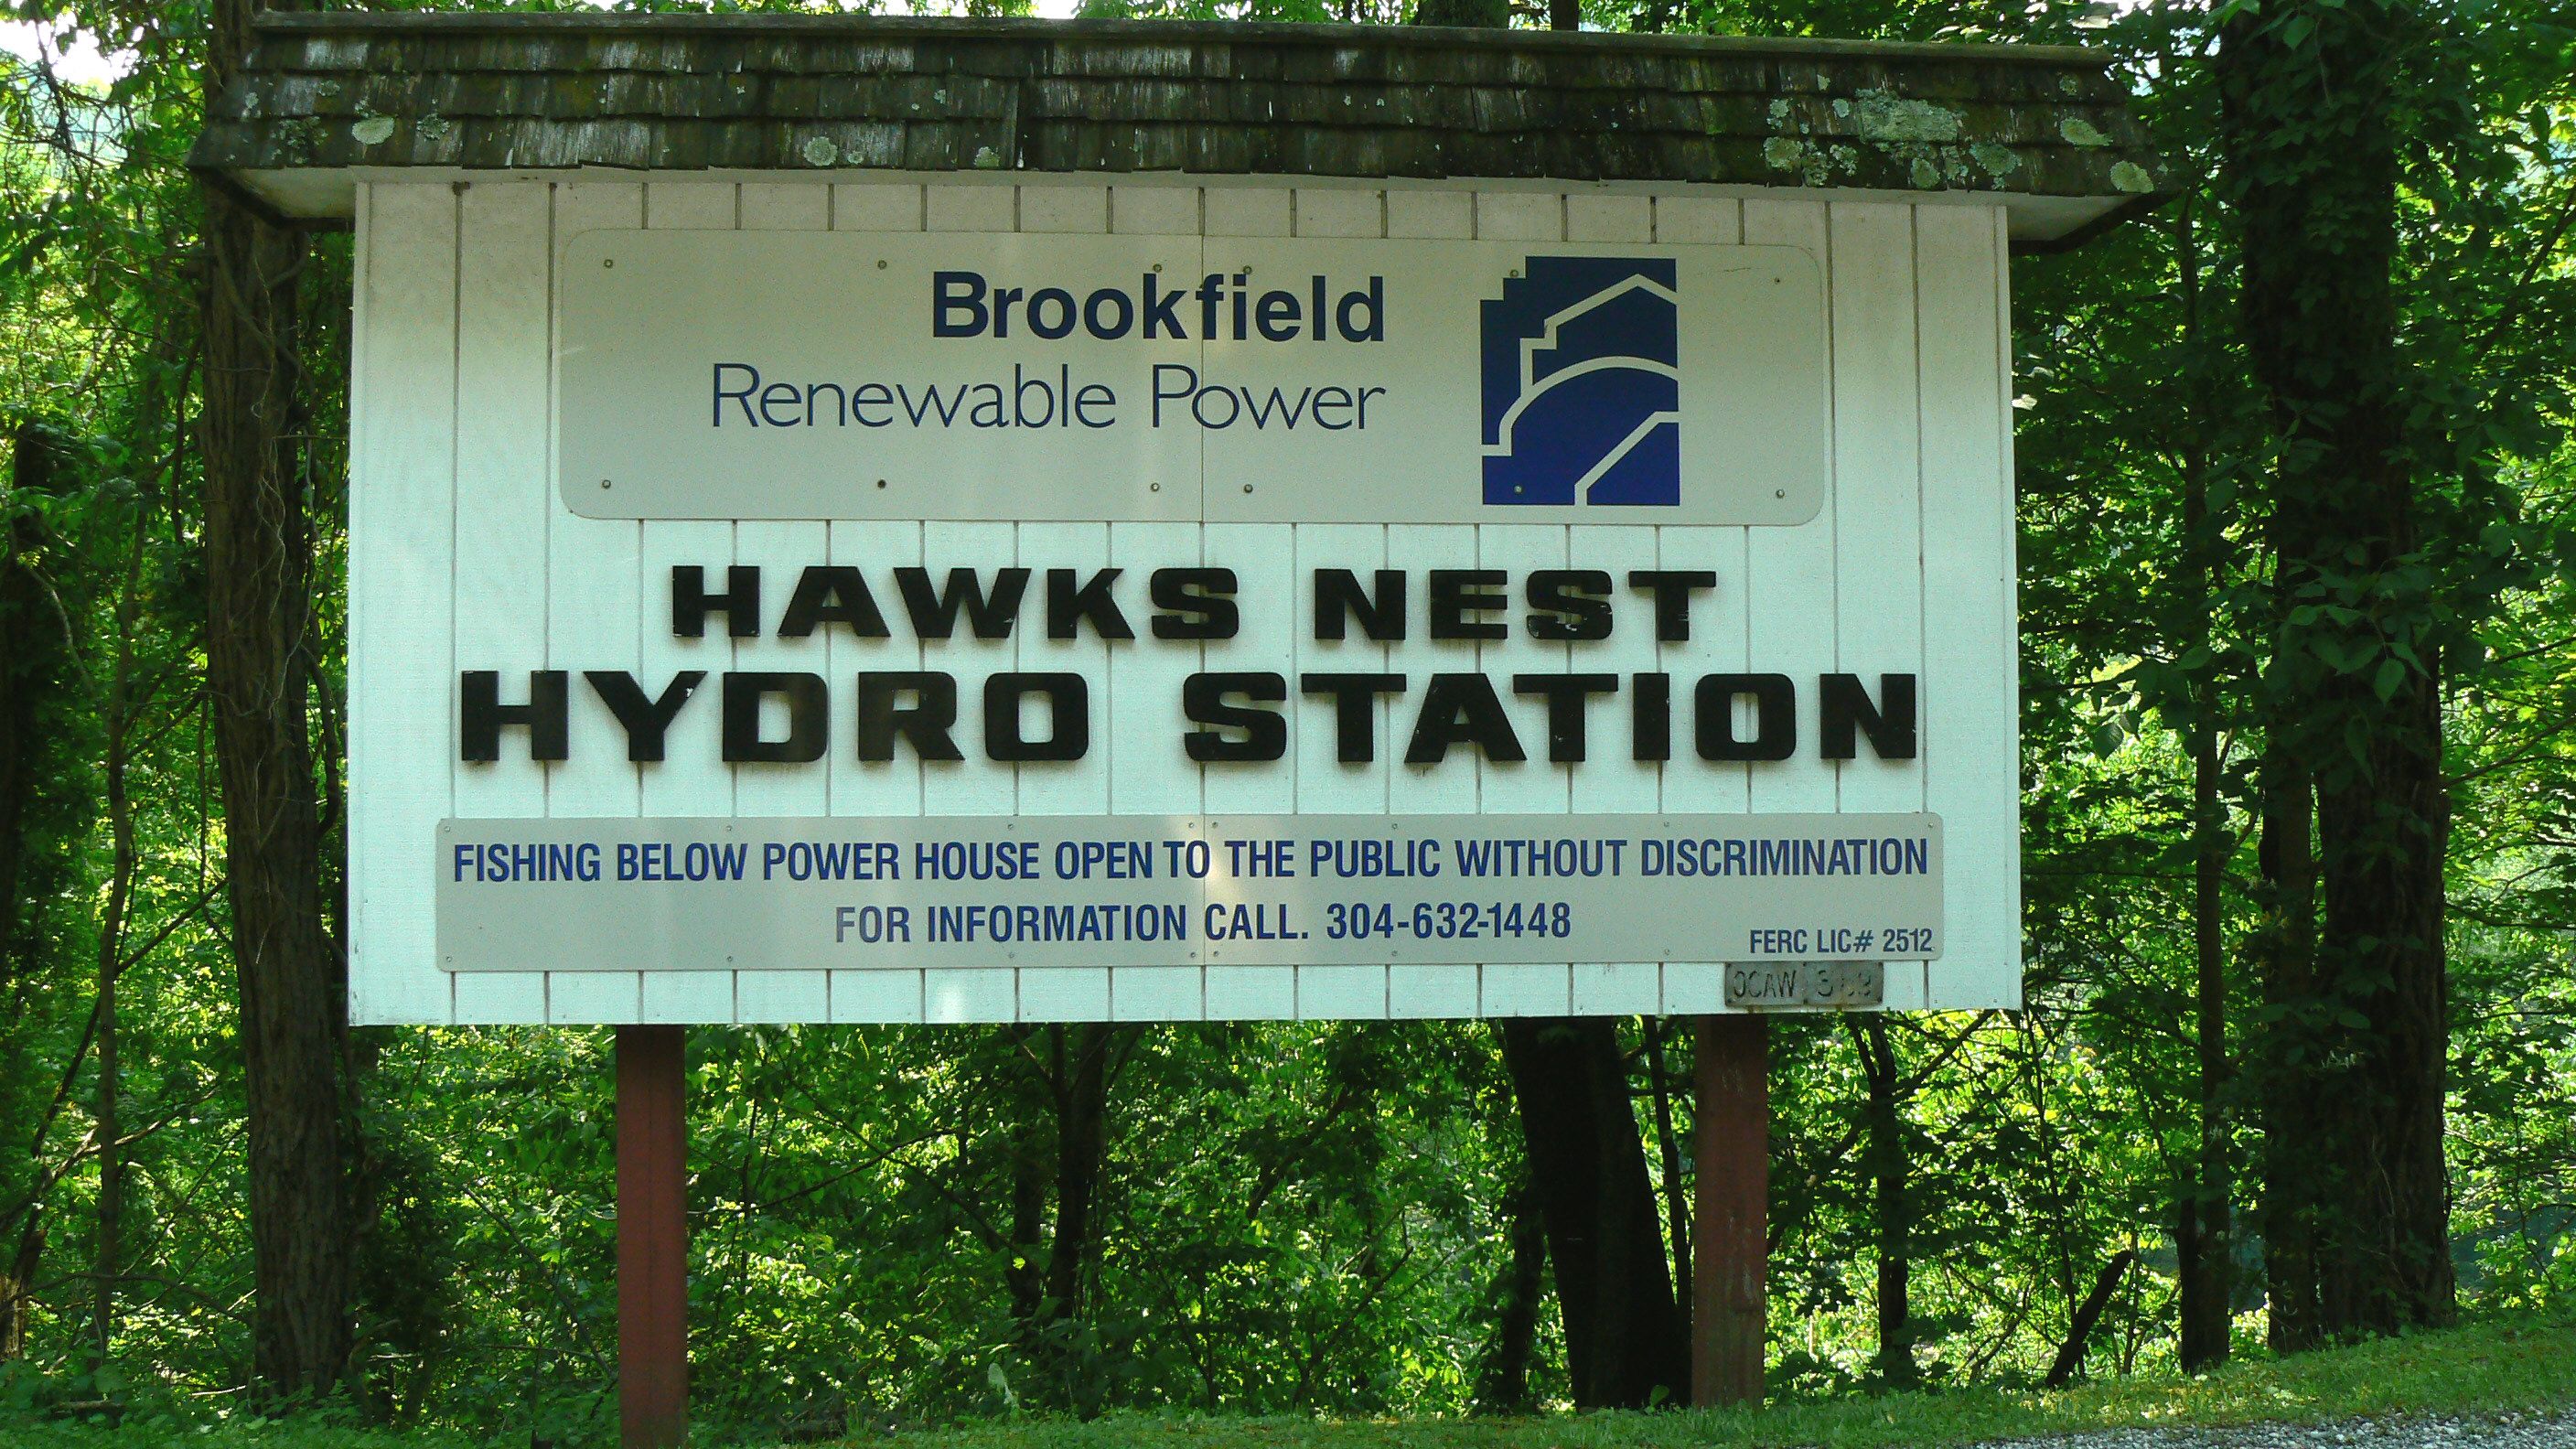 Brookfield
Renewable Power
HAWKS NEST
HYDRO STATION
FISHING BELOW POWER HOUSE OPEN TO THE PUBLIC WITHOUT DISCRIMINATION
FOR INFORMATION CALL. 304-632-1448
FERC LIC# 2512
OCAW